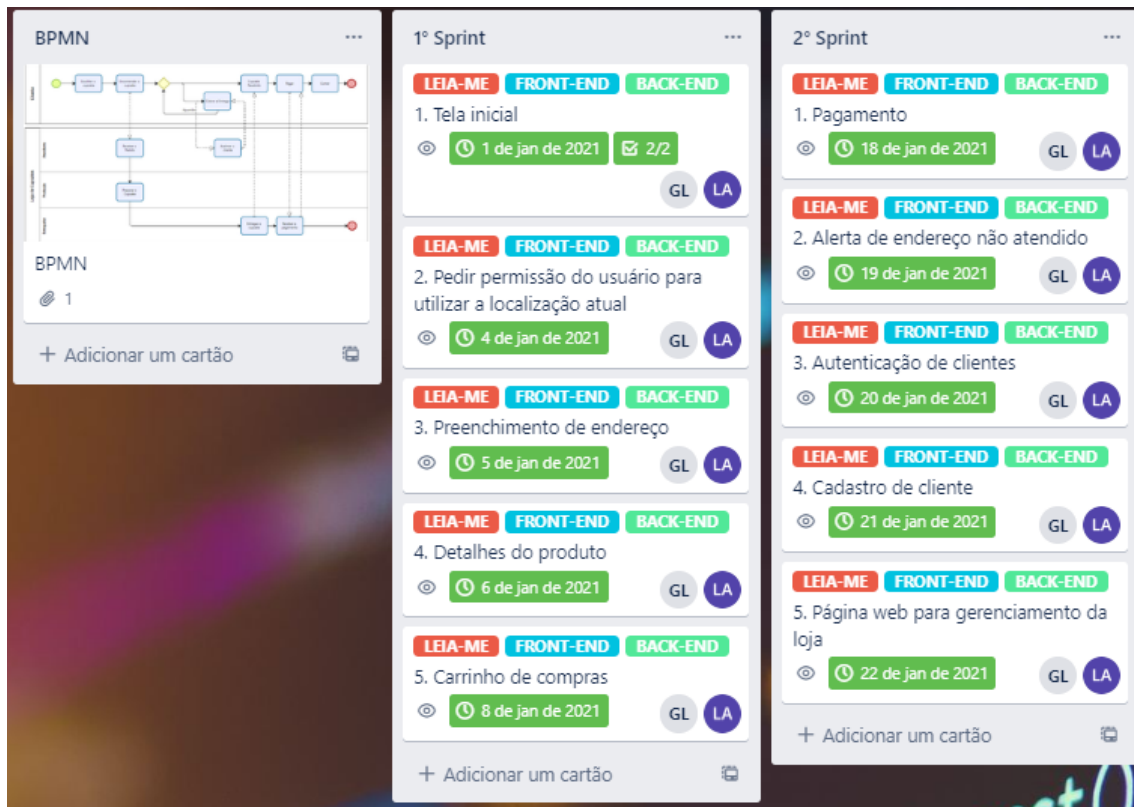 BPMN
BPMN
1
+ Adicionar um cartão
1° Sprint
LEIA-ME FRONT-END BACK-END
1. Tela inicial
1 de jan de 2021 2/2
GL LA
LEIA-ME FRONT-END BACK-END
2. Pedir permissão do usuário para
utilizar a localização atual
4 de jan de 2021 GL LA
LEIA-ME FRONT-END BACK-END
3. Preenchimento de endereço
5 de jan de 2021 GL LA
LEIA-ME FRONT-END BACK-END
4. Detalhes do produto
6 de jan de 2021 GL LA
LEIA-ME FRONT-END BACK-END
5. Carrinho de compras
8 de jan de 2021 GL LA
+ Adicionar um cartão
2° Sprint
LEIA-ME FRONT-END BACK-END
1. Pagamento
18 de jan de 2021 GL LA
LEIA-ME FRONT-END BACK-END
2. Alerta de endereço não atendido
19 de jan de 2021 GL LA
LEIA-ME FRONT-END BACK-END
3. Autenticação de clientes
20 de jan de 2021 GL LA
LEIA-ME FRONT-END BACK-END
4. Cadastro de cliente
21 de jan de 2021 GL LA
LEIA-ME FRONT-END BACK-END
5. Página web para gerenciamento da
loja
22 de jan de 2021 GL LA
+ Adicionar um cartão